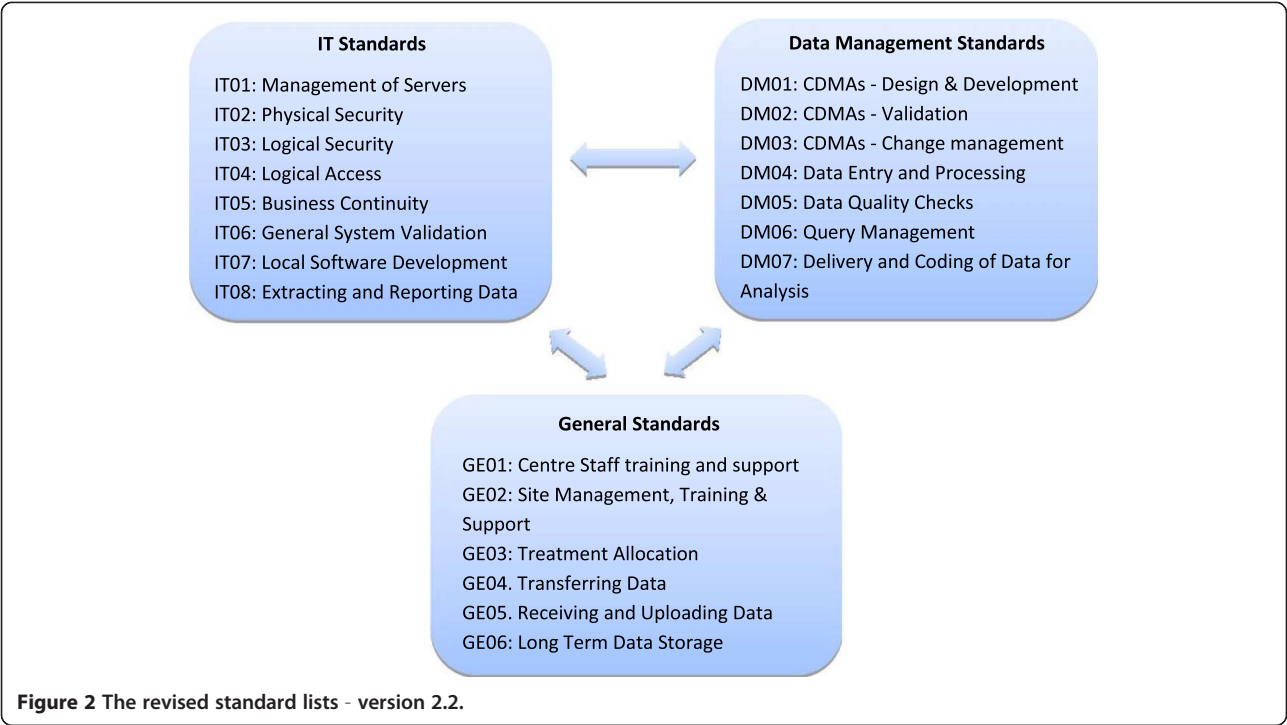 IT Standards
IT01: Management of Servers
IT02: Physical Security
IT03: Logical Security
IT04: Logical Access
IT05: Business Continuity
IT06: General System Validation
IT07: Local Software Development
IT08: Extracting and Reporting Data
Data Management Standards
DM01: CDMAs - Design & Development
DM02: CDMAs - Validation
DM03: CDMAs - Change management
DM04: Data Entry and Processing
DM05: Data Quality Checks
DM06: Query Management
DM07: Delivery and Coding of Data for
Analysis
General Standards
GE01: Centre Staff training and support
GE02: Site Management, Training &
Support
GE03: Treatment Allocation
GE04. Transferring Data
GE05. Receiving and Uploading Data
GE06: Long Term Data Storage
Figure 2 The revised standard lists - version 2.2.